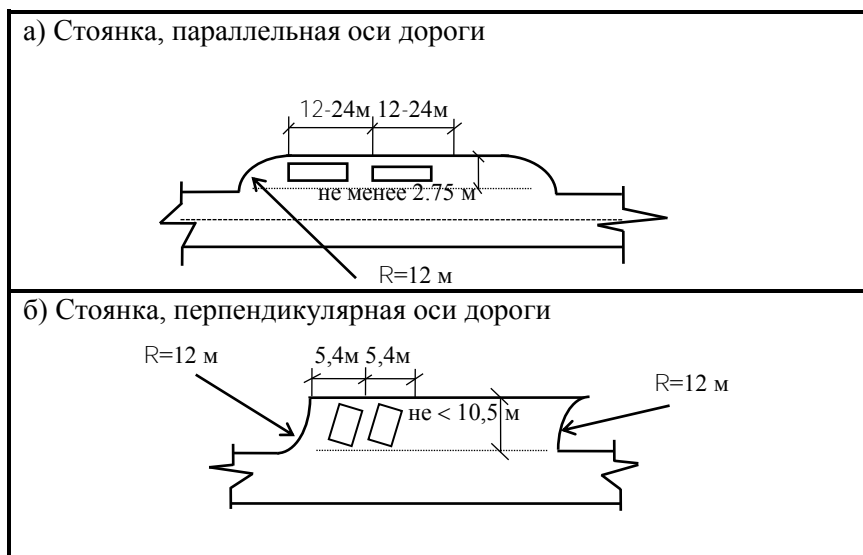 а) Стоянка, параллельная оси дороги
12-24м 12-24м
не менее 2.75 м
R=12 м
б) Стоянка, перпендикулярная оси дороги
R=12 м
5,4м 5,4м
R=12 м
не < 10,5 м